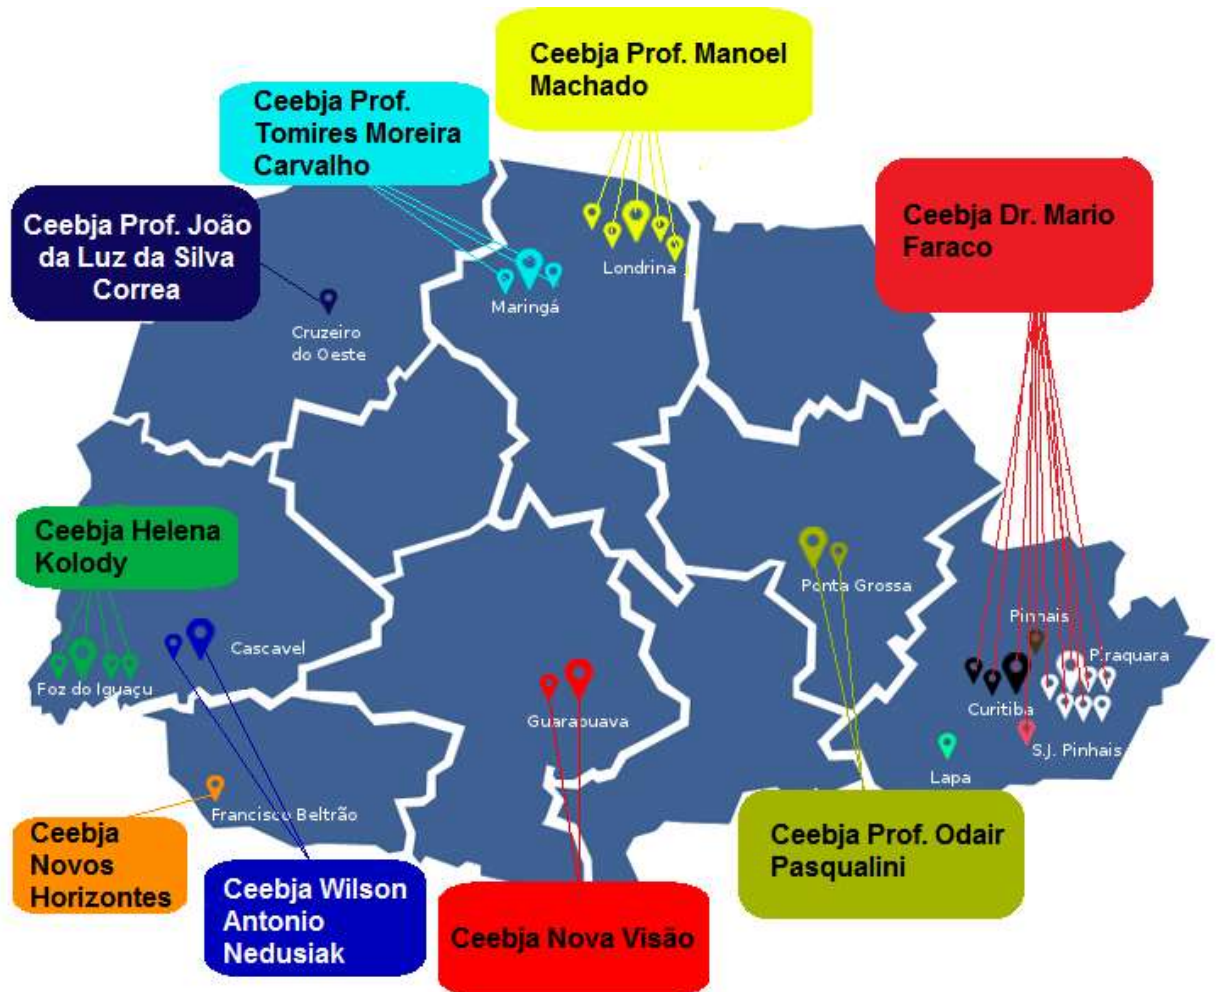 Ceebja Prof. Manoel
Machado
Ceebja Prof.
Tomires Moreira
Carvalho
Ceebja Prof. João
da Luz da Silva
Correa
Ceebja Dr. Mario
Faraco
Londrina
Maringá
Cruzeiro
do Oeste
Ceebja Helena
Kolody
Ponta Grossa
Pinhais
Cascavel
Piraquara
Foz do Iguaçu
Curitiba
Guarapuava
S.J. Pinhais
Lapa
Francisco Beltrão
Ceebja
Novos
Horizontes
Ceebja Prof. Odair
Pasqualini
Ceebja Wilson
Antonio
Nedusiak
Ceebja Nova Visão